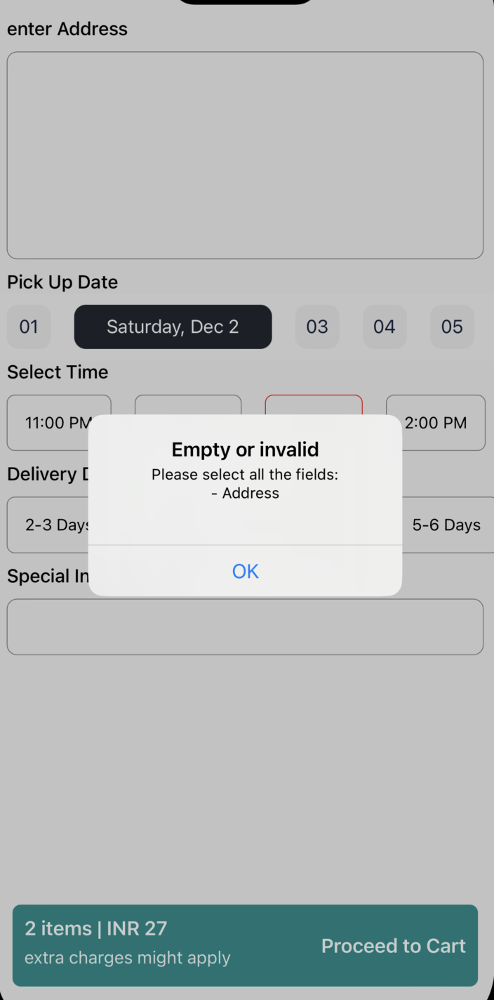 enter Address
Pick Up Date
01 Saturday, Dec 2 03 04 05
Select Time
11:00 PM 2:00 PM
Empty or invalid
Please select all the fields:
- Address
OK
Delivery
2-3 Days 5-6 Days
Special
2 items | INR 27
extra charges might apply
Proceed to Cart